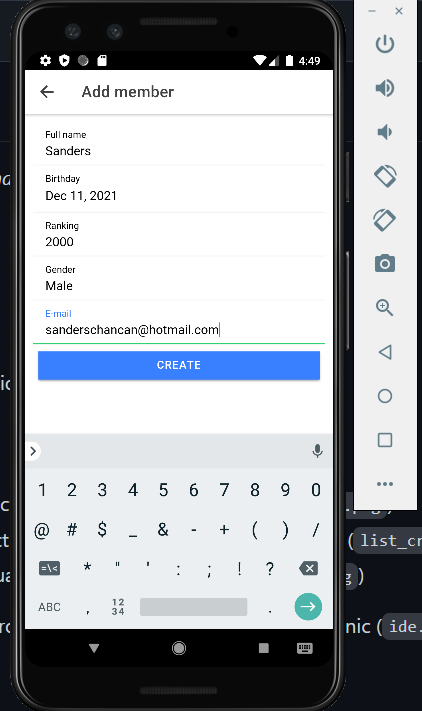 4:49
Add member
Full name
Sanders
Birthday
Dec 11, 2021
Ranking
2000
Gender
Male
E-mail
sanderschancan@hotmail.com
CREATE
1 2 3 4 5 6 7 8 9 0
@ # $ _ & - + ( ) /
=\< * " ' : ; ! ?
ABC , 12 34 .
(list_cr
)
nic (ide.